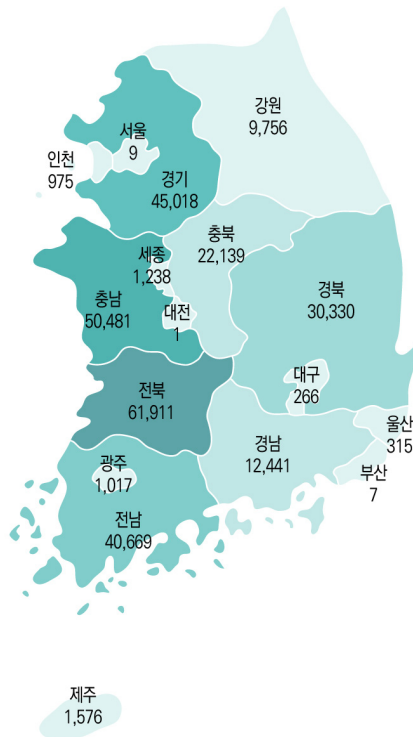 강원
9,756
서울
9
인천
975
경기
45,018
충북
22,139
세종
1,238
충남
50,481
대전
1
경북
30,330
대구
266
전북
61,911
울산
315
경남
12,441
부산
7
광주
1,017
전남
40,669
제주
1,576